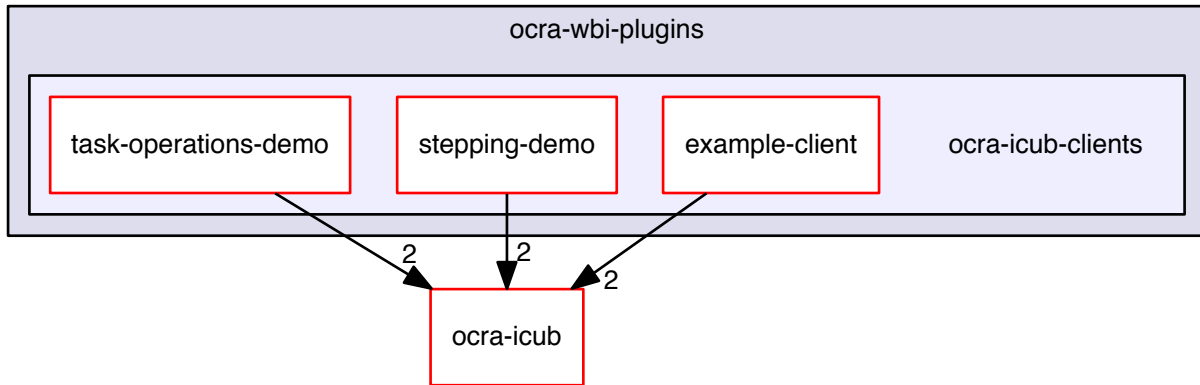 ocra-wbi-plugins
task-operations-demo
stepping-demo
example-client
ocra-icub-clients
2
2
2
ocra-icub